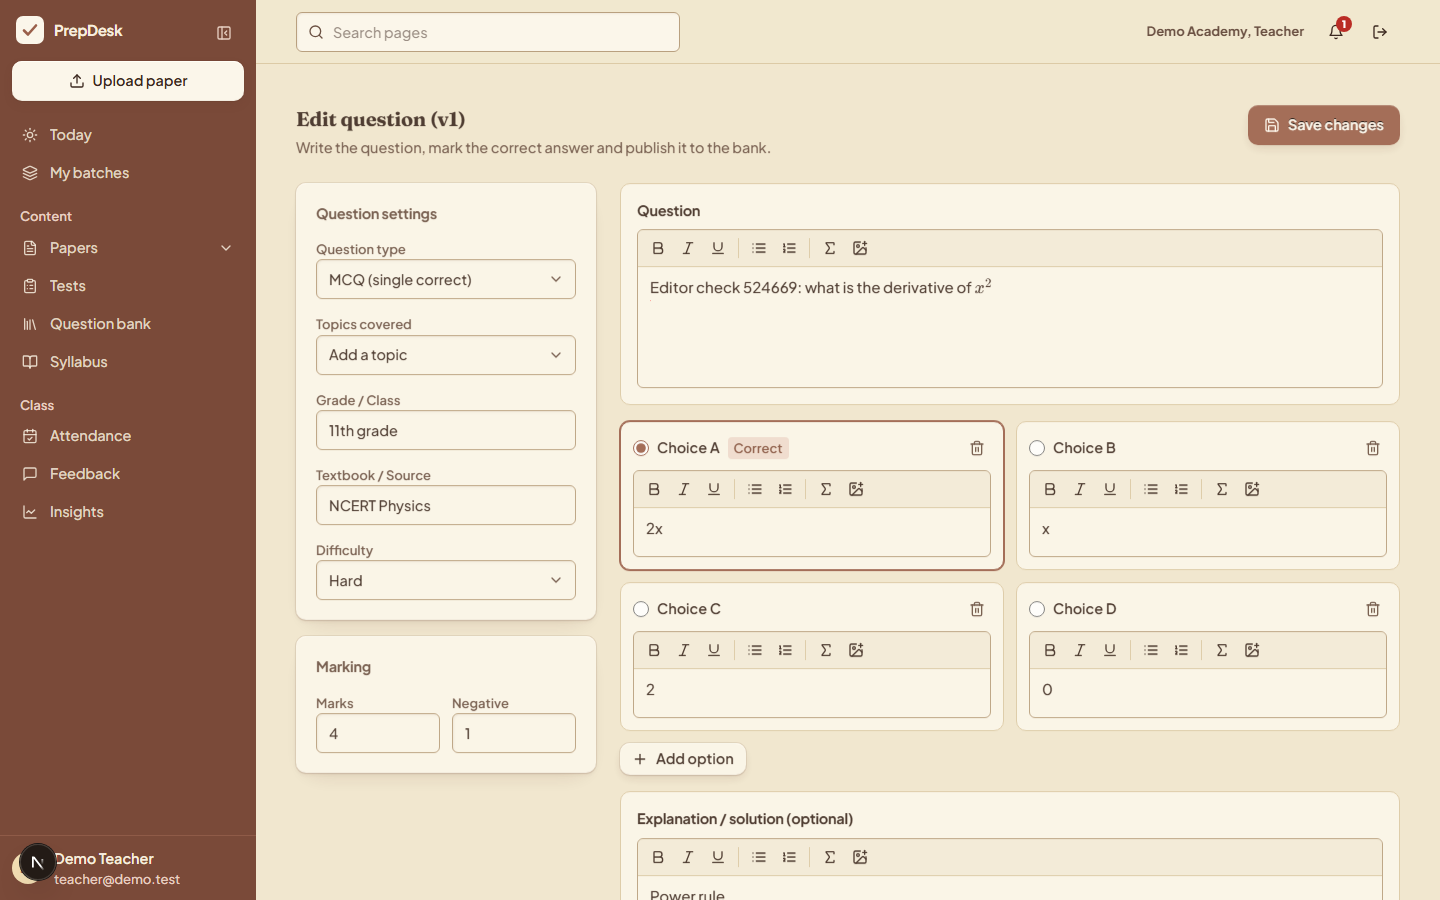 PrepDesk
Upload paper
Today
My batches
Content
Papers
Tests
Question bank
Syllabus
Class
Attendance
Feedback
Insights
N
Demo Teacher
teacher@demo.test
Search pages
Demo Academy, Teacher
1
Edit question (v1)
Write the question, mark the correct answer and publish it to the bank.
Save changes
Question settings
Question type
MCQ (single correct)
Topics covered
Add a topic
Grade / Class
11th grade
Textbook / Source
NCERT Physics
Difficulty
Hard
Marking
Marks
Negative
4
1
Question
B I U Σ
Editor check 524669: what is the derivative of x²
Choice A Correct
B I U Σ
2x
Choice B
B I U Σ
x
Choice C
B I U Σ
2
Choice D
B I U Σ
0
Add option
Explanation / solution (optional)
B I U Σ
Power rule